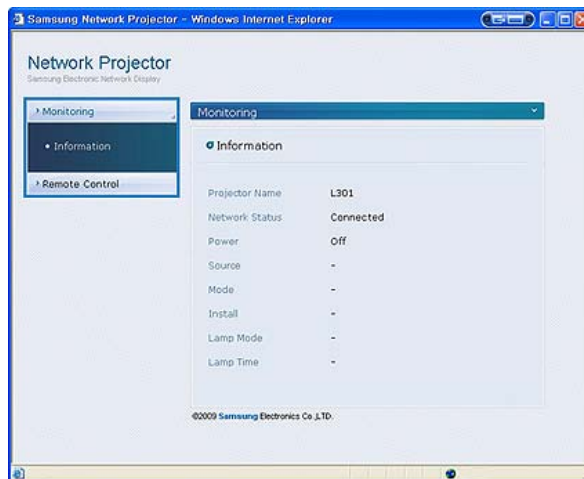 Samsung Network Projector - Windows Internet Explorer
Network Projector
Samsung Electronic Network Display
Monitoring
• Information
Remote Control
Monitoring
Information
Projector Name L301
Network Status Connected
Power Off
Source -
Mode -
Install -
Lamp Mode -
Lamp Time -
©2009 Samsung Electronics Co.,LTD.